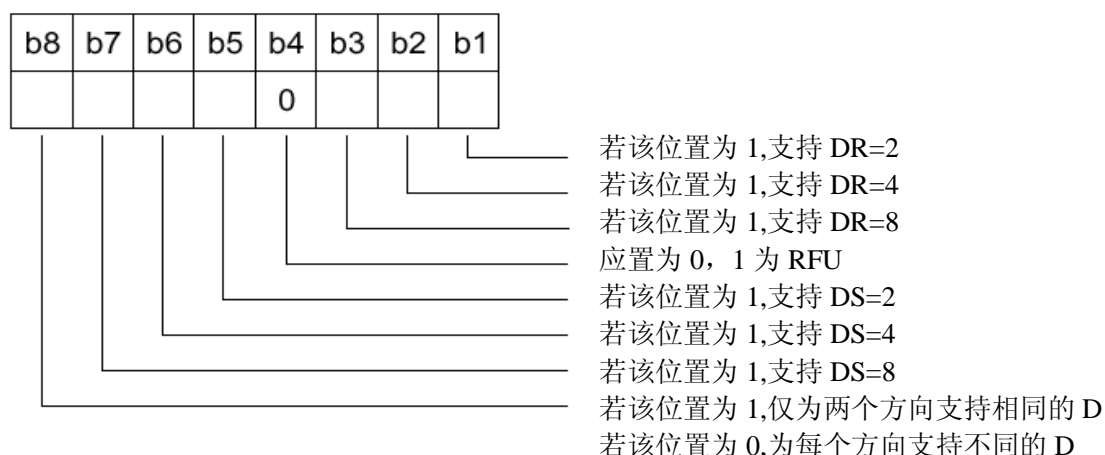 b8 b7 b6 b5 b4 b3 b2 b1
0
若该位置为 1,支持 DR=2
若该位置为 1,支持 DR=4
若该位置为 1,支持 DR=8
应置为 0，1 为 RFU
若该位置为 1,支持 DS=2
若该位置为 1,支持 DS=4
若该位置为 1,支持 DS=8
若该位置为 1,仅为两个方向支持相同的 D
若该位置为 0,为每个方向支持不同的 D